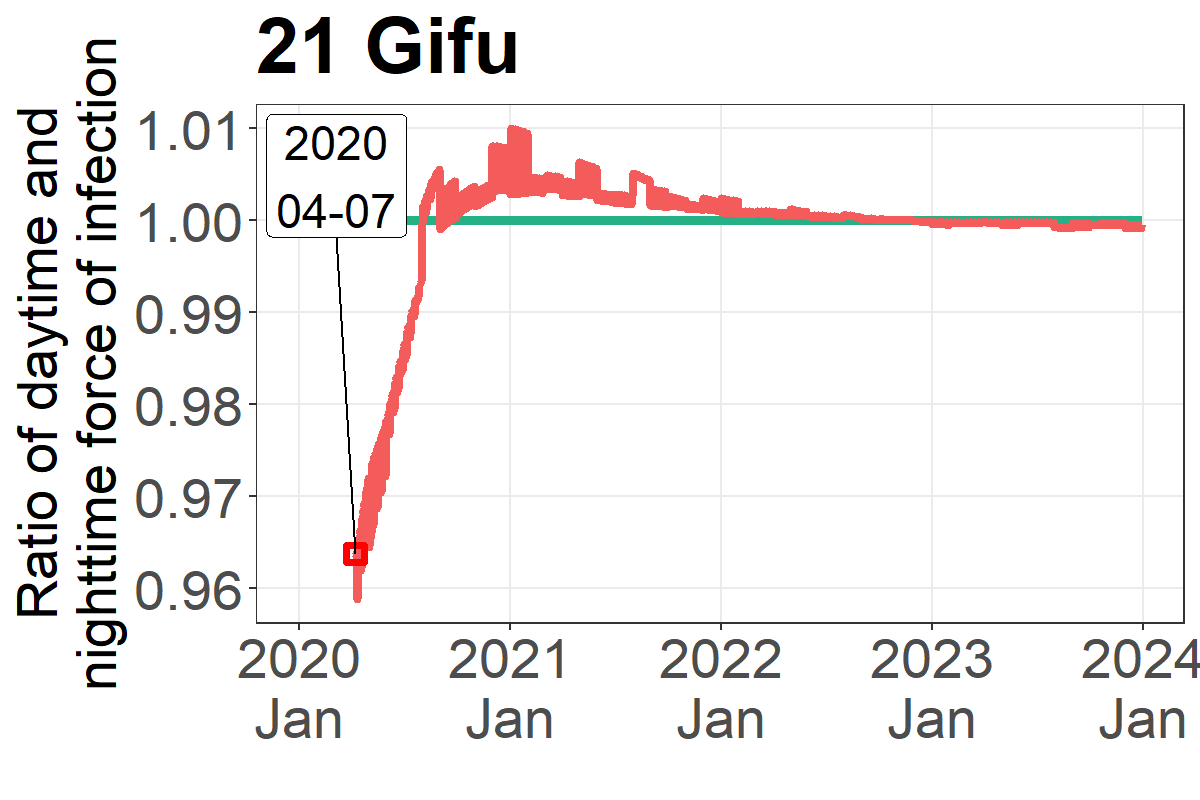 21 Gifu
Ratio of daytime and
nighttime force of infection
1.01
1.00
0.99
0.98
0.97
0.96
2020
04-07
2020
Jan
2021
Jan
2022
Jan
2023
Jan
2024
Jan